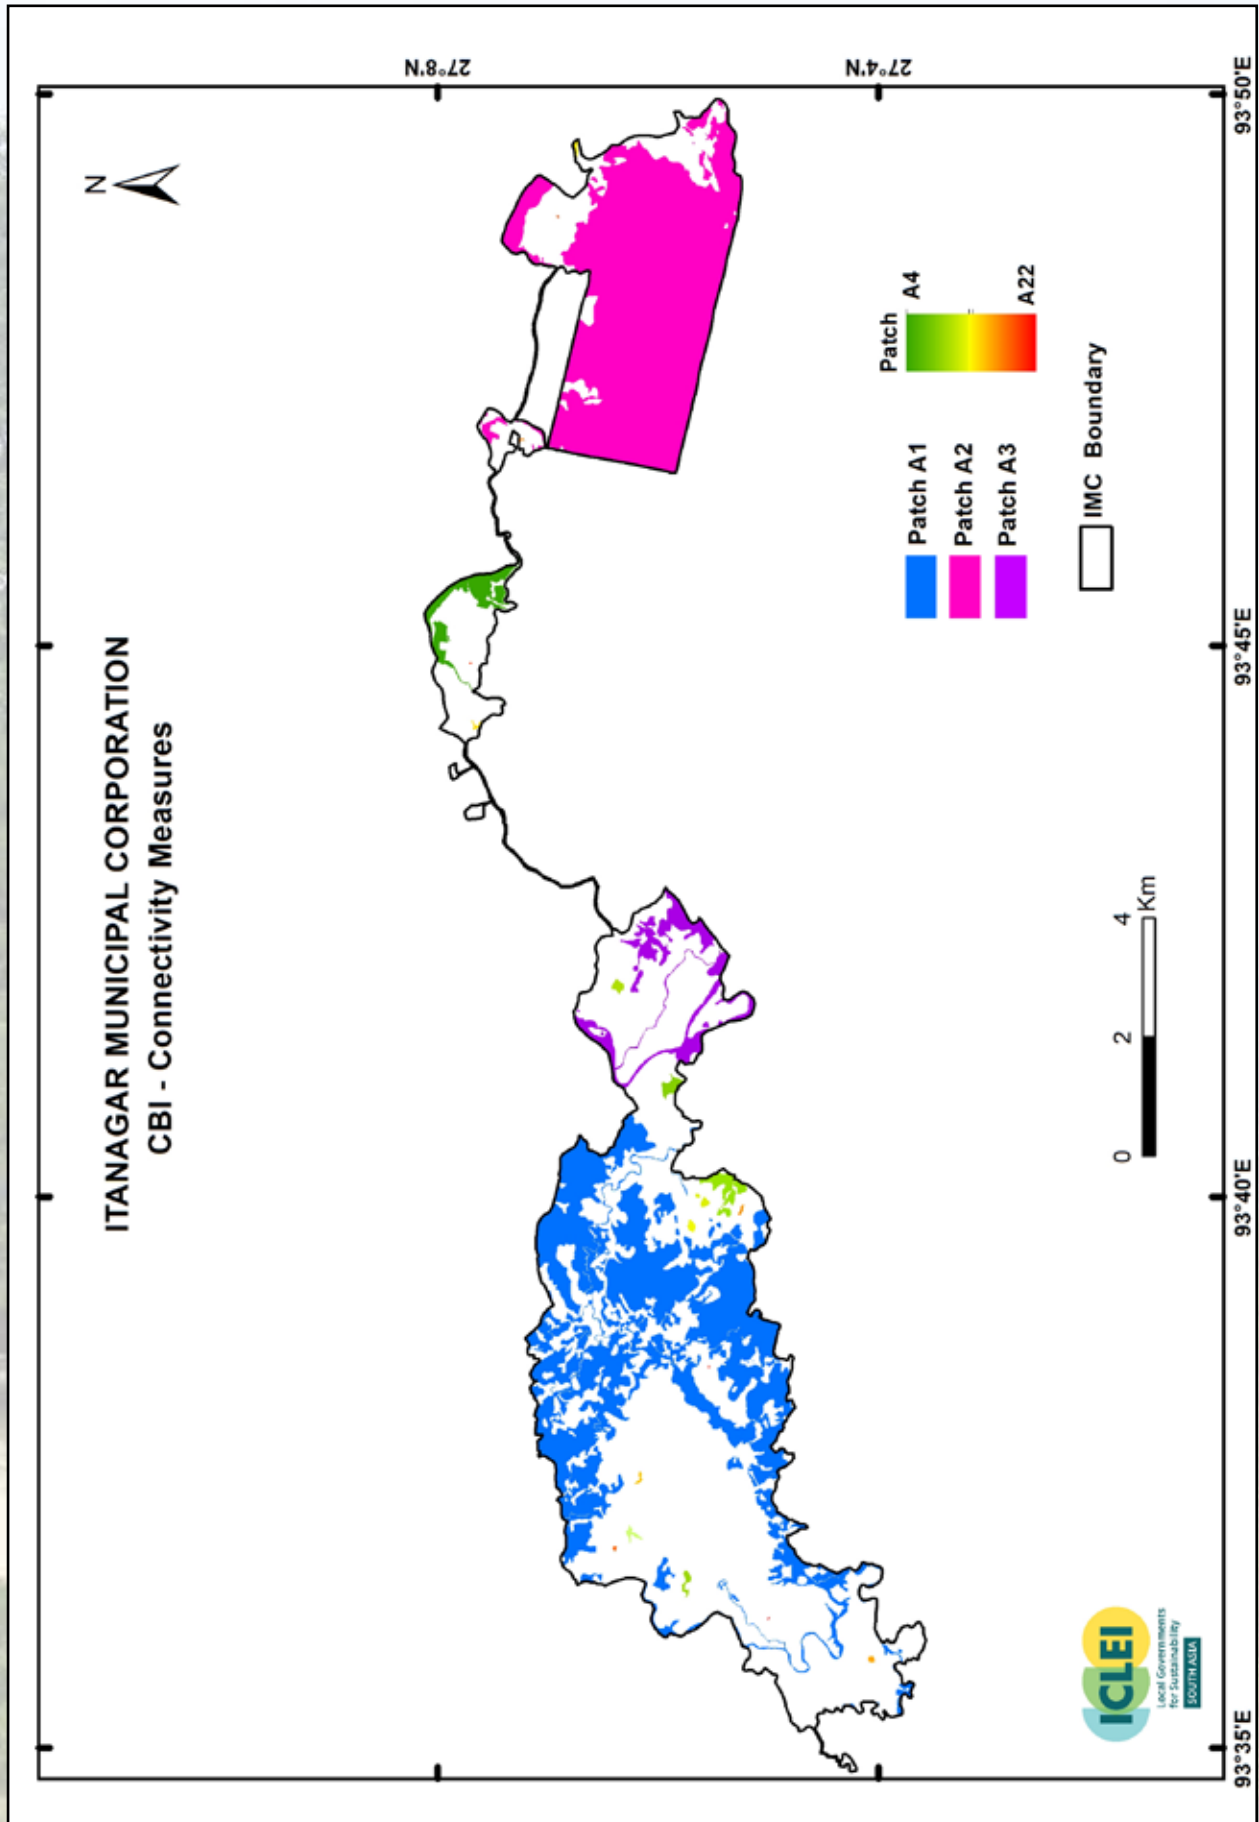 ITANAGAR MUNICIPAL CORPORATION
CBI - Connectivity Measures
N
27°8'N
27°4'N
93°35'E
93°40'E
93°45'E
93°50'E
0 2 4
Km
Patch A1
Patch A2
Patch A3
IMC Boundary
Patch
A4
A22
ICLEI
Local Governments
for Sustainability
SOUTH ASIA